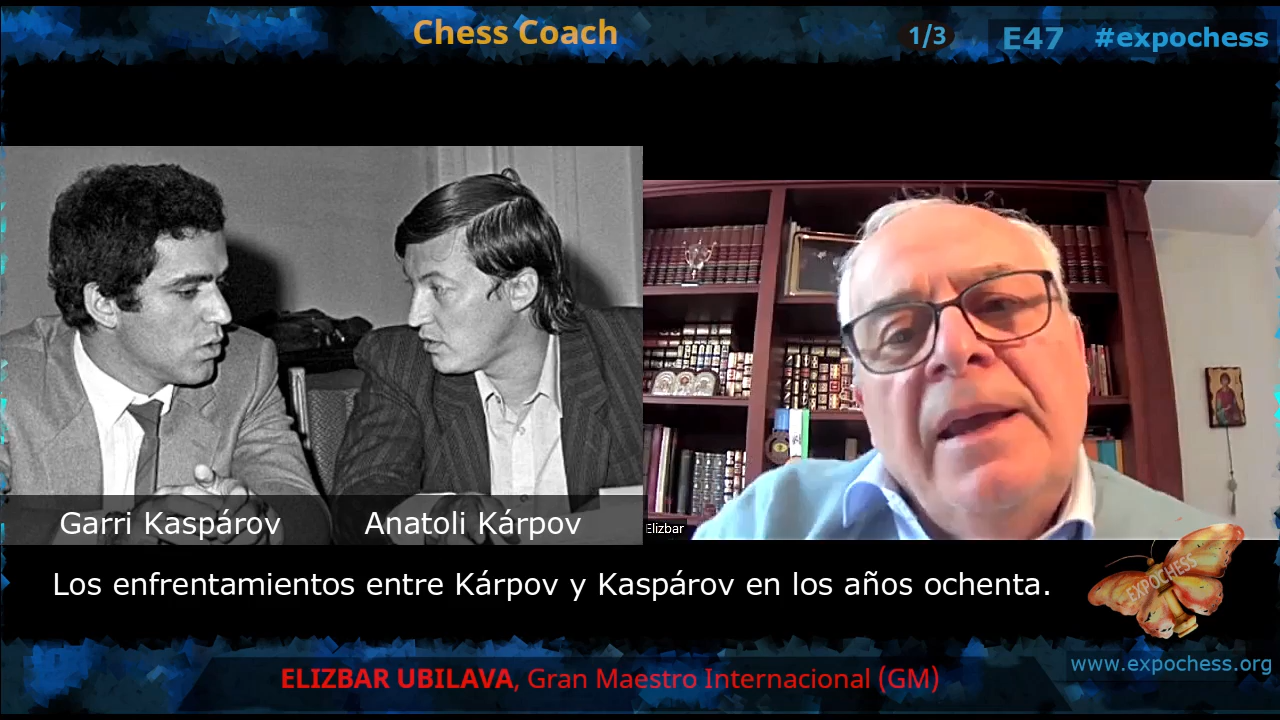 Chess Coach
1/3
E47
#expochess
Garri Kaspárov
Anatoli Kárpov
Elizbar
Los enfrentamientos entre Kárpov y Kaspárov en los años ochenta.
EXPOCHESS
www.expochess.org
ELIZBAR UBILAVA, Gran Maestro Internacional (GM)